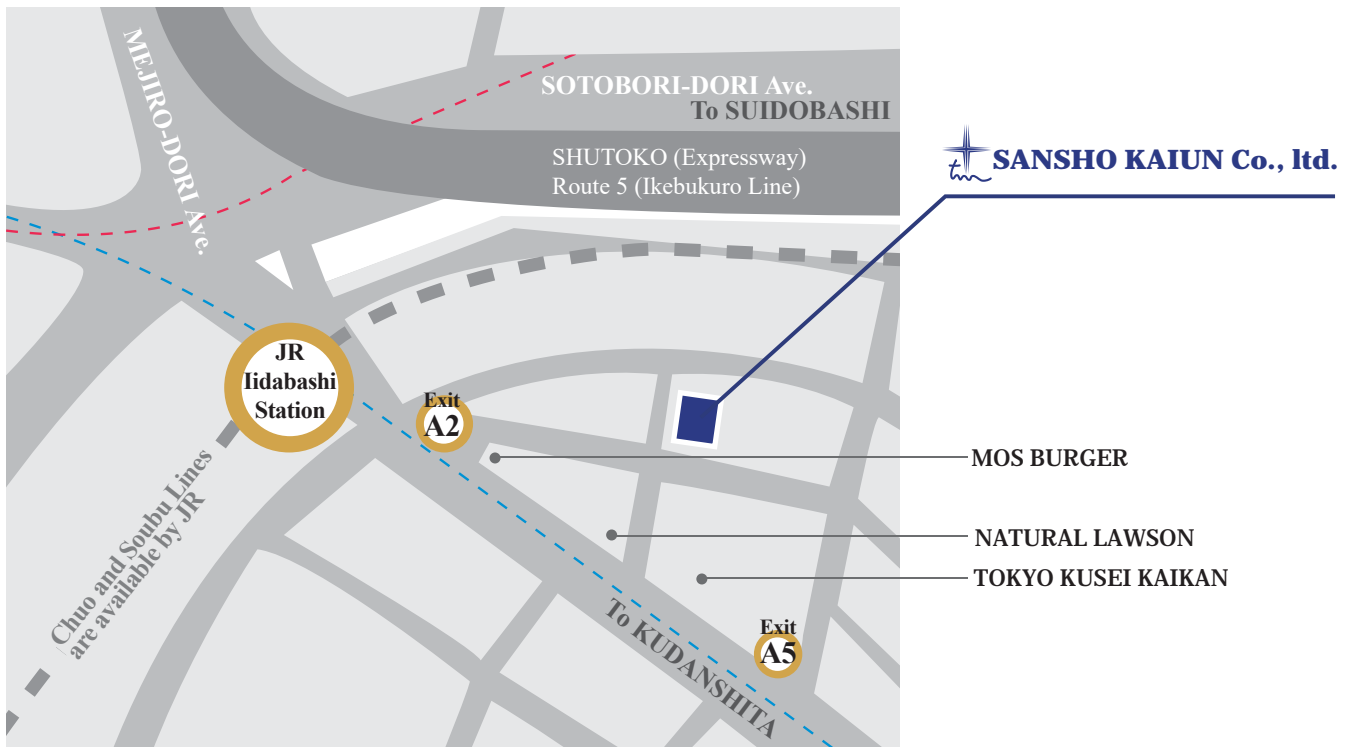 MEJIRO-DORI Ave.
SOTOBORI-DORI Ave.
To SUIDOBASHI
SHUTOKO (Expressway)
Route 5 (Ikebukuro Line)
SANSHO KAIUN Co., ltd.
JR
Iidabashi
Station
Exit
A2
MOS BURGER
Chuo and Soubu Lines
are available by JR
NATURAL LAWSON
TOKYO KUSEI KAIKAN
To KUDANSHITA
Exit
A5